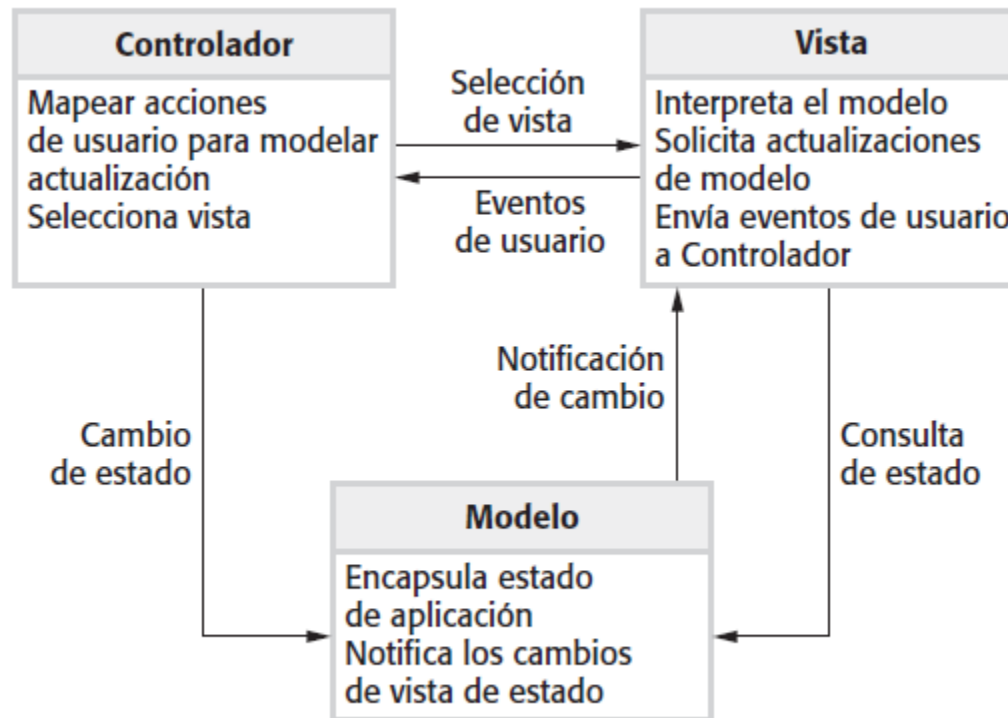 Controlador
Mapear acciones
de usuario para modelar
actualización
Selecciona vista
Selección
de vista
Eventos
de usuario
Vista
Interpreta el modelo
Solicita actualizaciones
de modelo
Envía eventos de usuario
a Controlador
Cambio
de estado
Notificación
de cambio
Consulta
de estado
Modelo
Encapsula estado
de aplicación
Notifica los cambios
de vista de estado